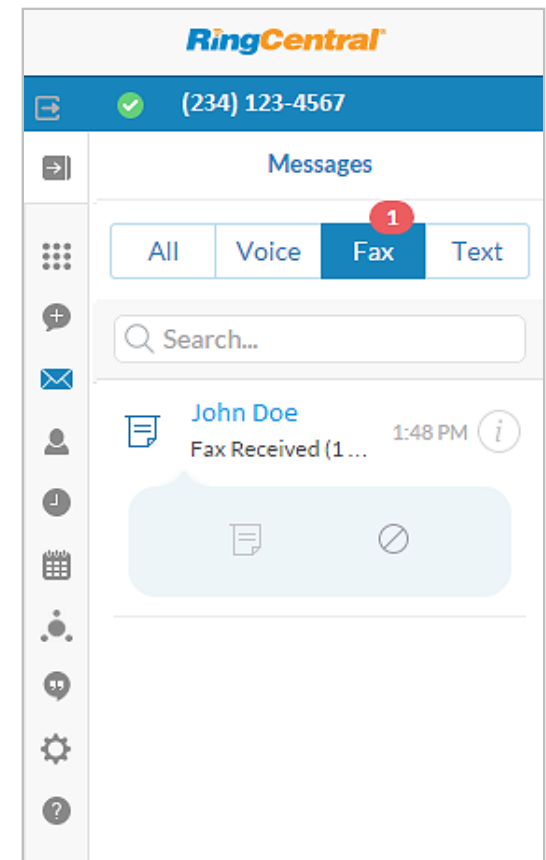 RingCentral®
(234) 123-4567
Messages
1
All Voice Fax Text
Search...
John Doe
1:48 PM i
Fax Received (1 ...
?